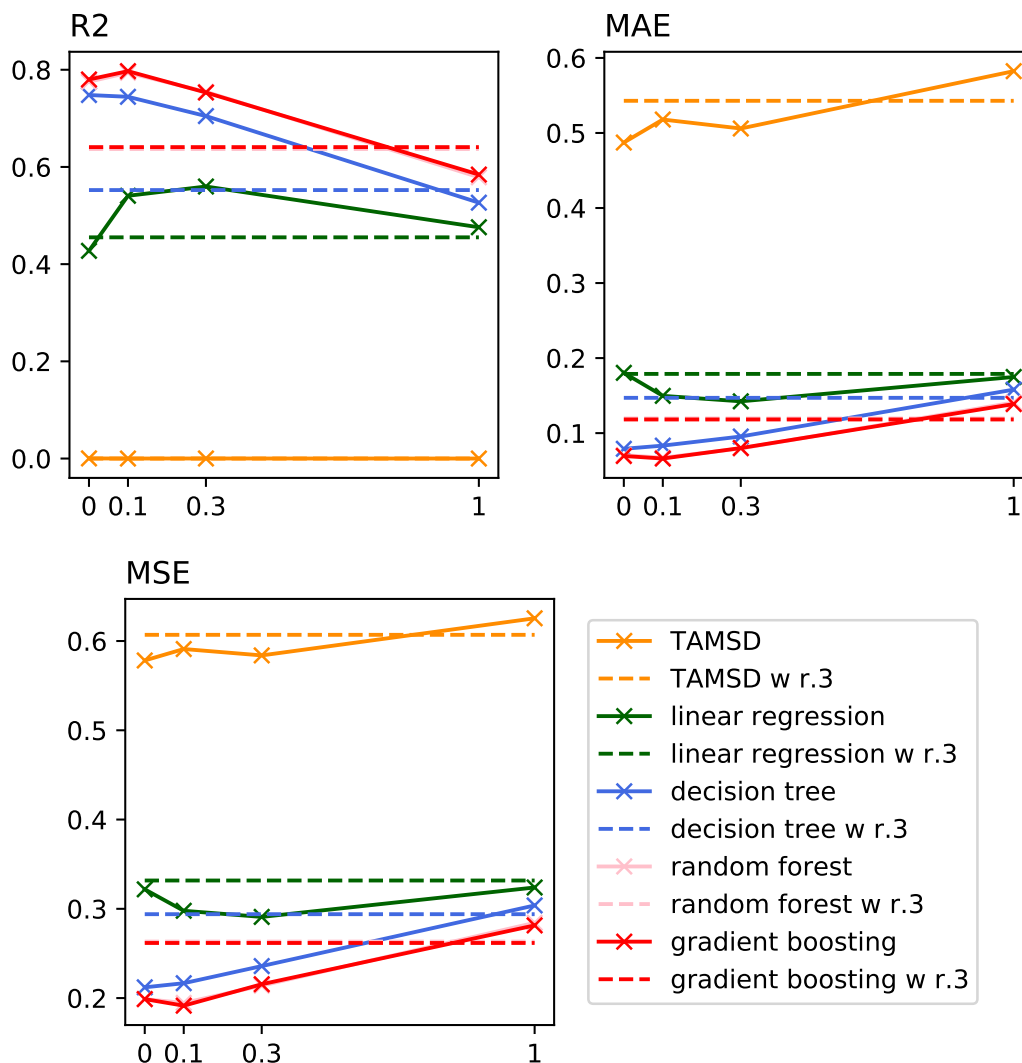 R2
0.8
0.6
0.4
0.2
0.0
0 0.1 0.3 1
MAE
0.6
0.5
0.4
0.3
0.2
0.1
0 0.1 0.3 1
MSE
0.6
0.5
0.4
0.3
0.2
0 0.1 0.3 1
TAMSD
TAMSD w r.3
linear regression
linear regression w r.3
decision tree
decision tree w r.3
random forest
random forest w r.3
gradient boosting
gradient boosting w r.3